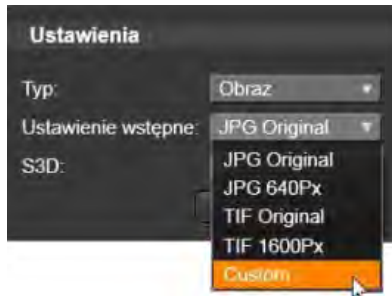 Ustawienia
Typ: Obraz
Ustawienie wstępne: JPG Original
S3D: JPG Original
JPG 640Px
TIF Original
TIF 1600Px
Custom